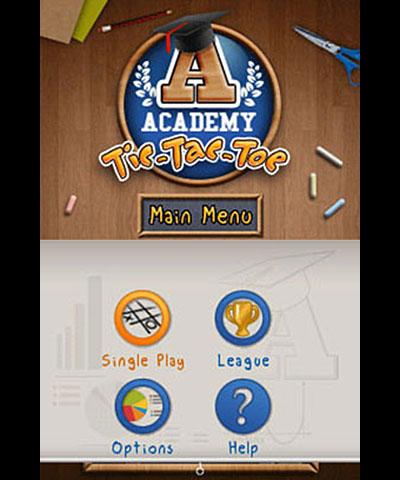 A
ACADEMY
Tic-Tac-Toe
Main Menu
Single Play
League
Options
?
Help